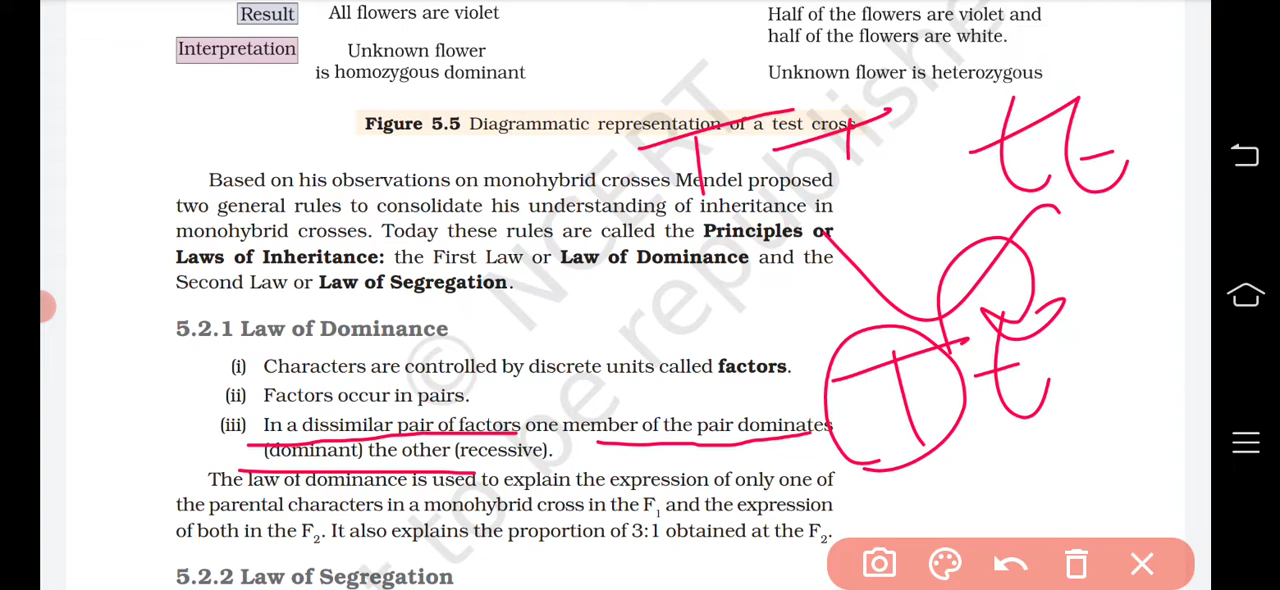 Result All flowers are violet Half of the flowers are violet and
half of the flowers are white.
Interpretation Unknown flower
is homozygous dominant Unknown flower is heterozygous
Figure 5.5 Diagrammatic representation of a test cross
T T tt
Based on his observations on monohybrid crosses Mendel proposed
two general rules to consolidate his understanding of inheritance in
monohybrid crosses. Today these rules are called the Principles or
Laws of Inheritance: the First Law or Law of Dominance and the
Second Law or Law of Segregation.
5.2.1 Law of Dominance
(i) Characters are controlled by discrete units called factors.
T t
(ii) Factors occur in pairs.
(iii) In a dissimilar pair of factors one member of the pair dominates
(dominant) the other (recessive).
The law of dominance is used to explain the expression of only one of
the parental characters in a monohybrid cross in the F1 and the expression
of both in the F2. It also explains the proportion of 3:1 obtained at the F2.
5.2.2 Law of Segregation
© NCERT
not to be republished